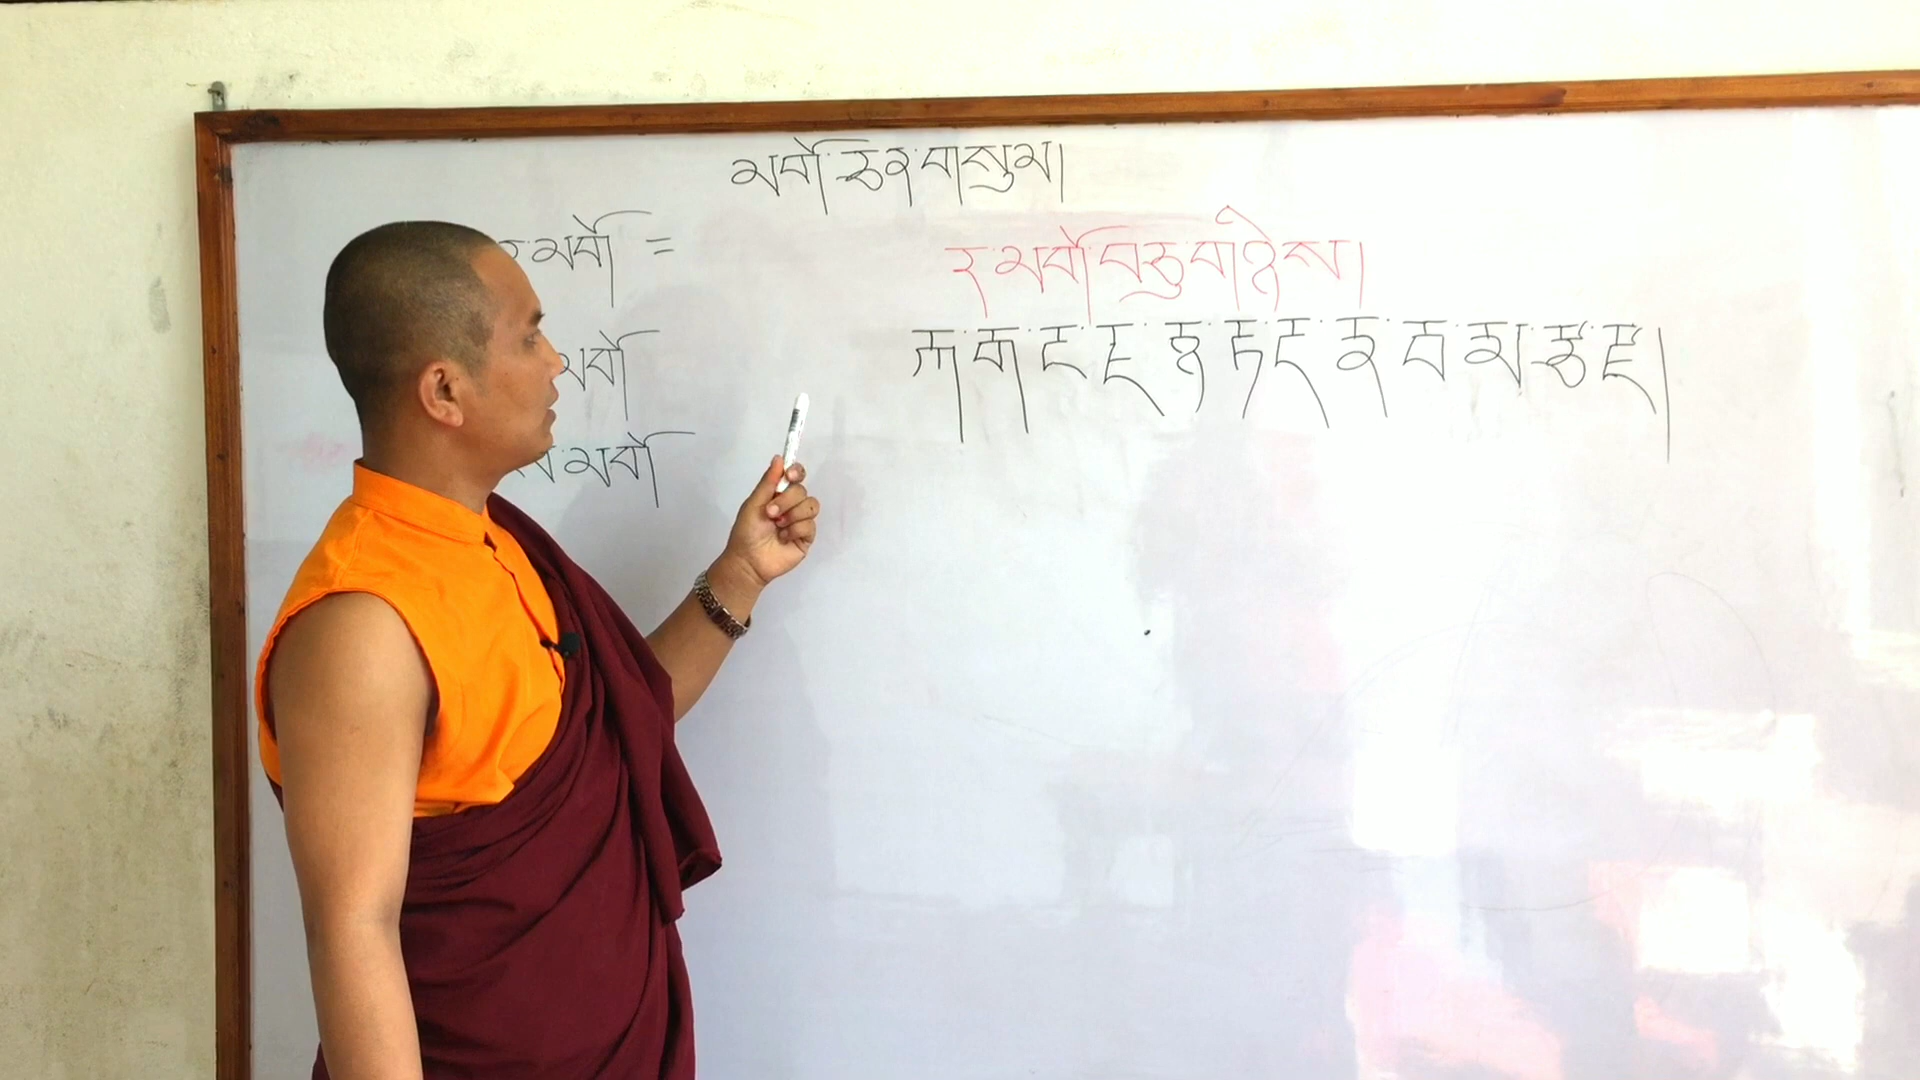 མགོ་ཅན་གསུམ།
ར་མགོ =
ར་མགོ་བཅུ་གཉིས།
རྐ་རྒ་རྔ་རྗ་རྙ་རྟ་རྡ་རྣ་རྦ་རྨ་རྩ་རྫ།
མགོ
མགོ